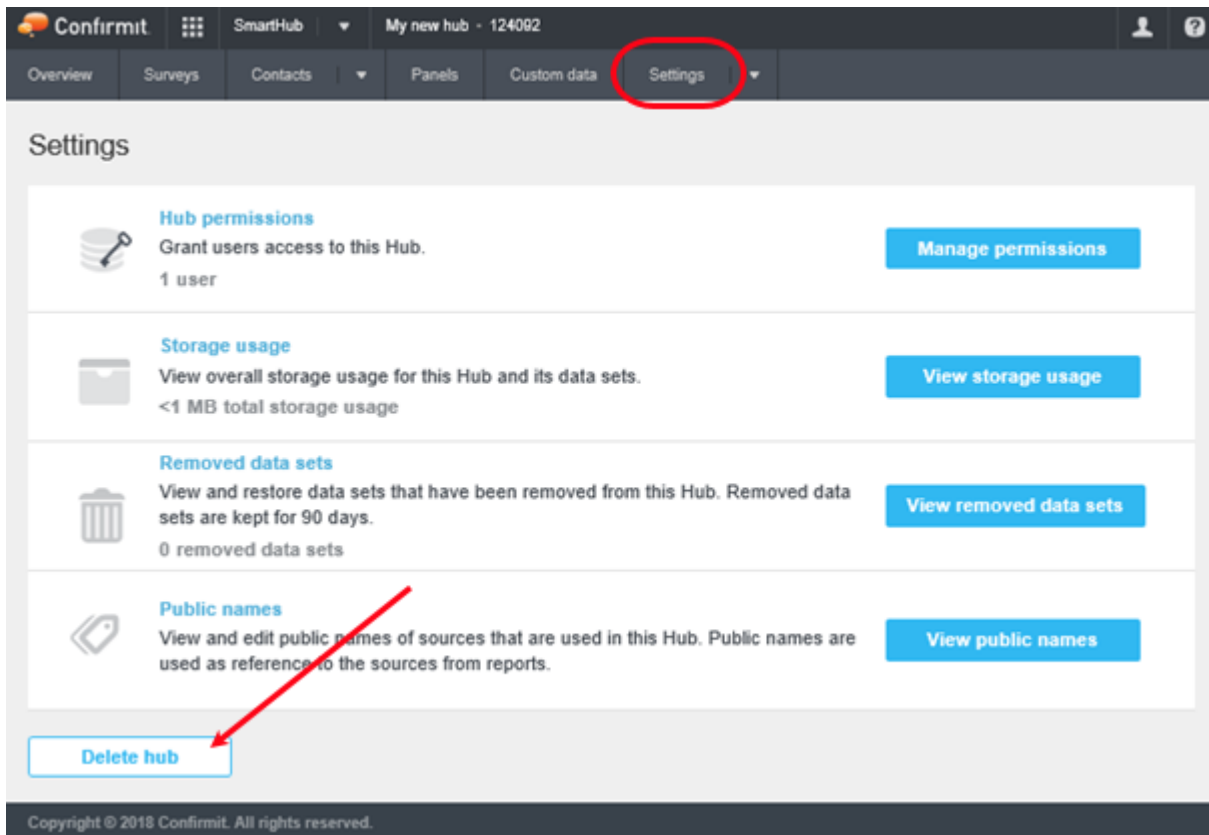 Confirmit. SmartHub My new hub - 124092
Overview Surveys Contacts Panels Custom data Settings
Settings
Hub permissions
Grant users access to this Hub.
1 user
Manage permissions
Storage usage
View overall storage usage for this Hub and its data sets.
<1 MB total storage usage
View storage usage
Removed data sets
View and restore data sets that have been removed from this Hub. Removed data
sets are kept for 90 days.
0 removed data sets
View removed data sets
Public names
View and edit public names of sources that are used in this Hub. Public names are
used as reference to the sources from reports.
View public names
Delete hub
Copyright © 2018 Confirmit. All rights reserved.